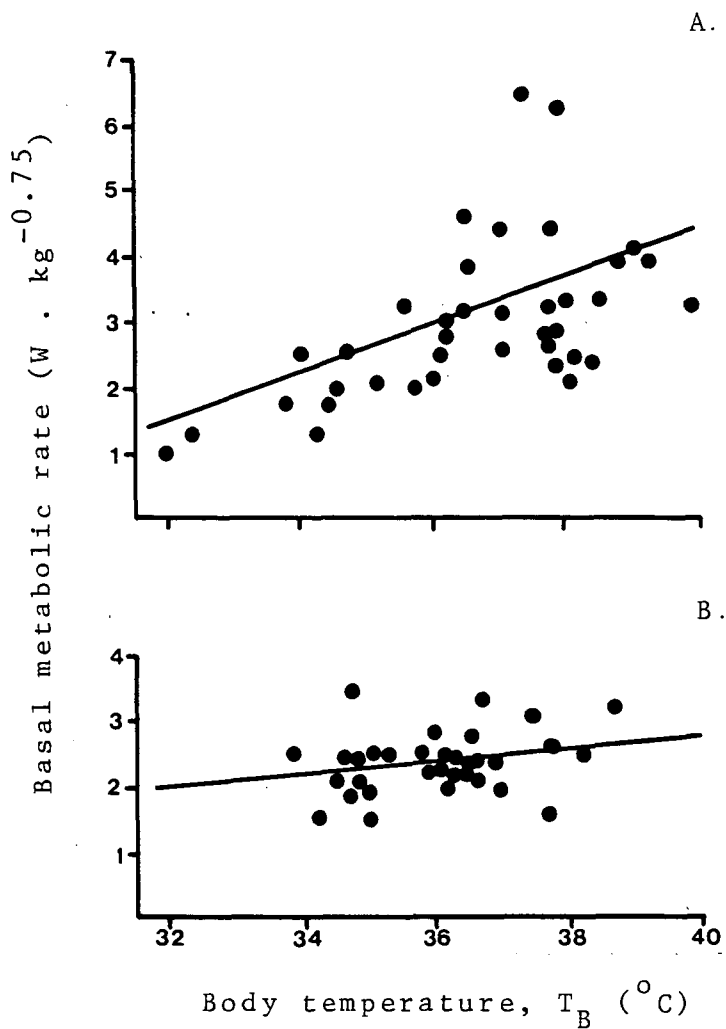 A.
7
6
5
4
3
2
1
B.
4
3
2
1
32 34 36 38 40
Basal metabolic rate (W . kg-0.75)
Body temperature, TB (oC)